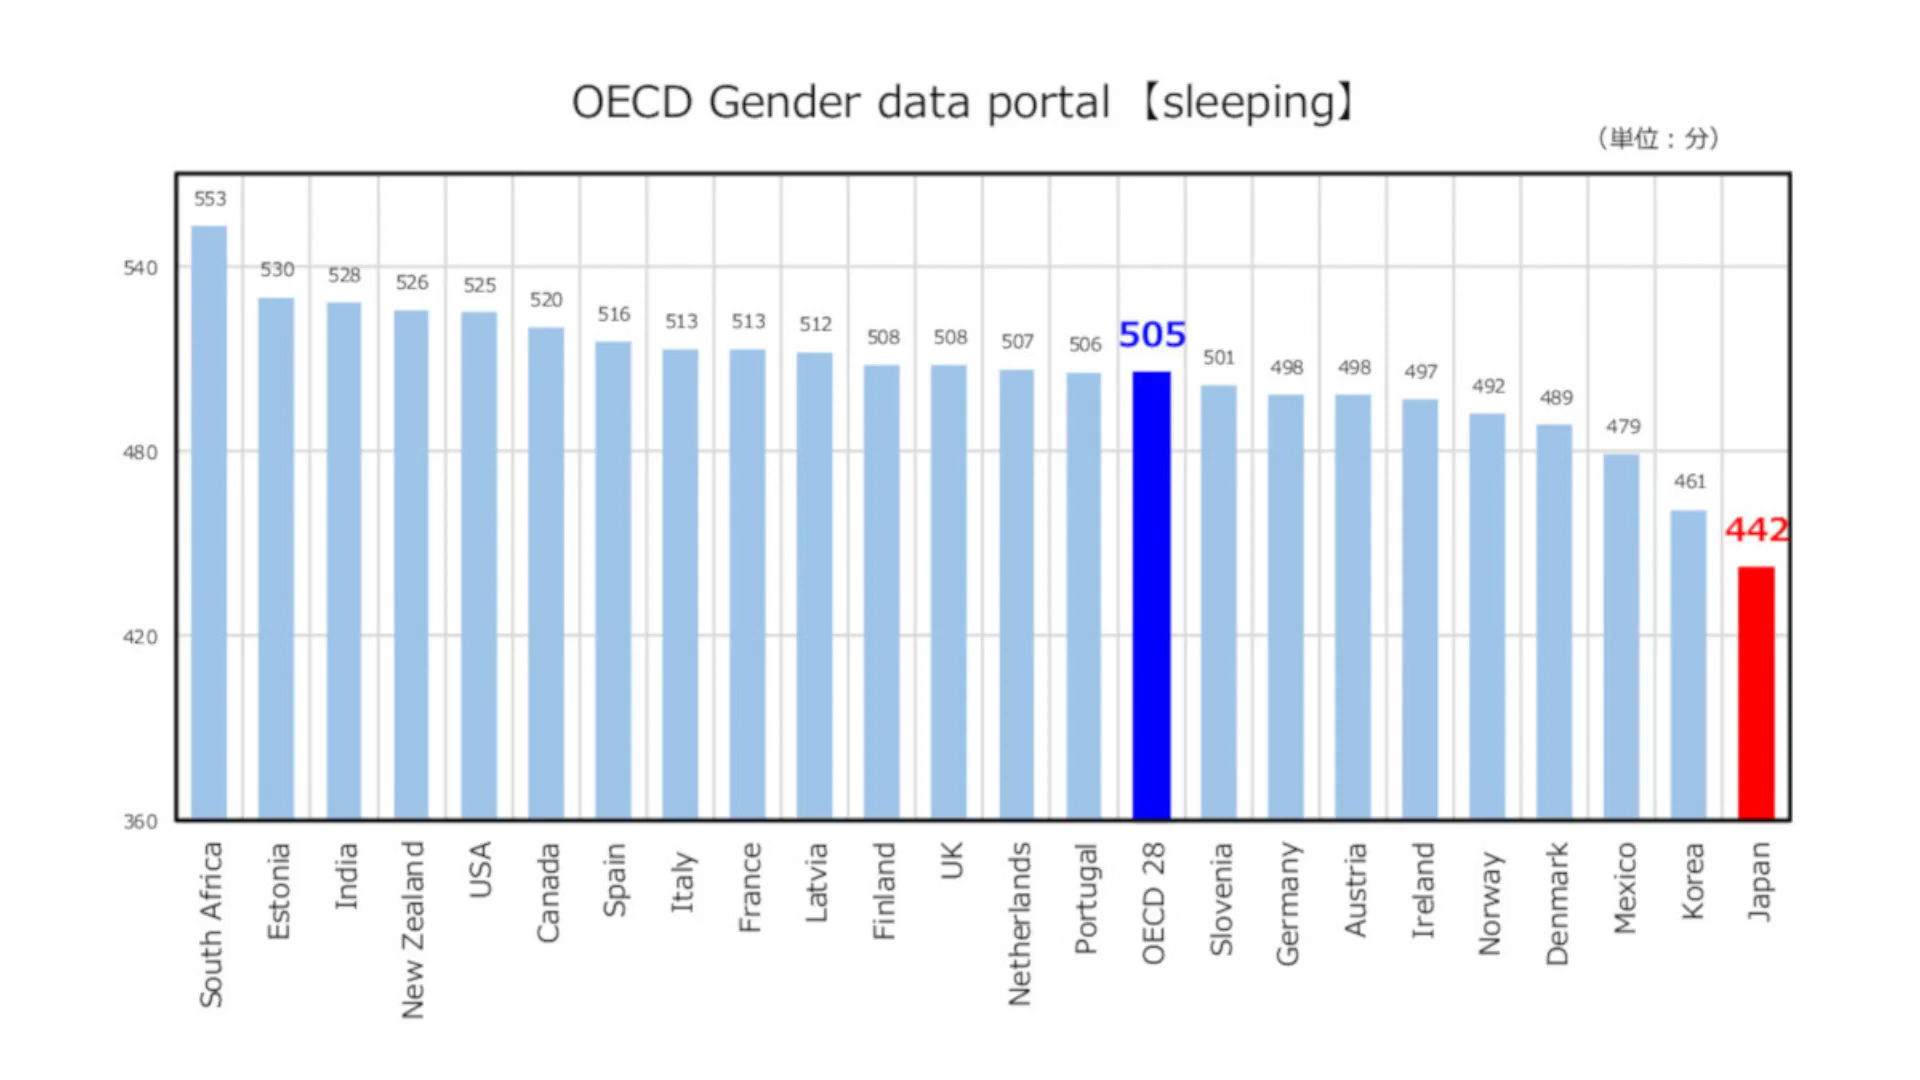 OECD Gender data portal【sleeping】
（単位：分）
553
530
528
526
525
520
516
513
513
512
508
508
507
506
505
501
498
498
497
492
489
479
461
442
540
480
420
360
South Africa
Estonia
India
New Zealand
USA
Canada
Spain
Italy
France
Latvia
Finland
UK
Netherlands
Portugal
OECD 28
Slovenia
Germany
Austria
Ireland
Norway
Denmark
Mexico
Korea
Japan